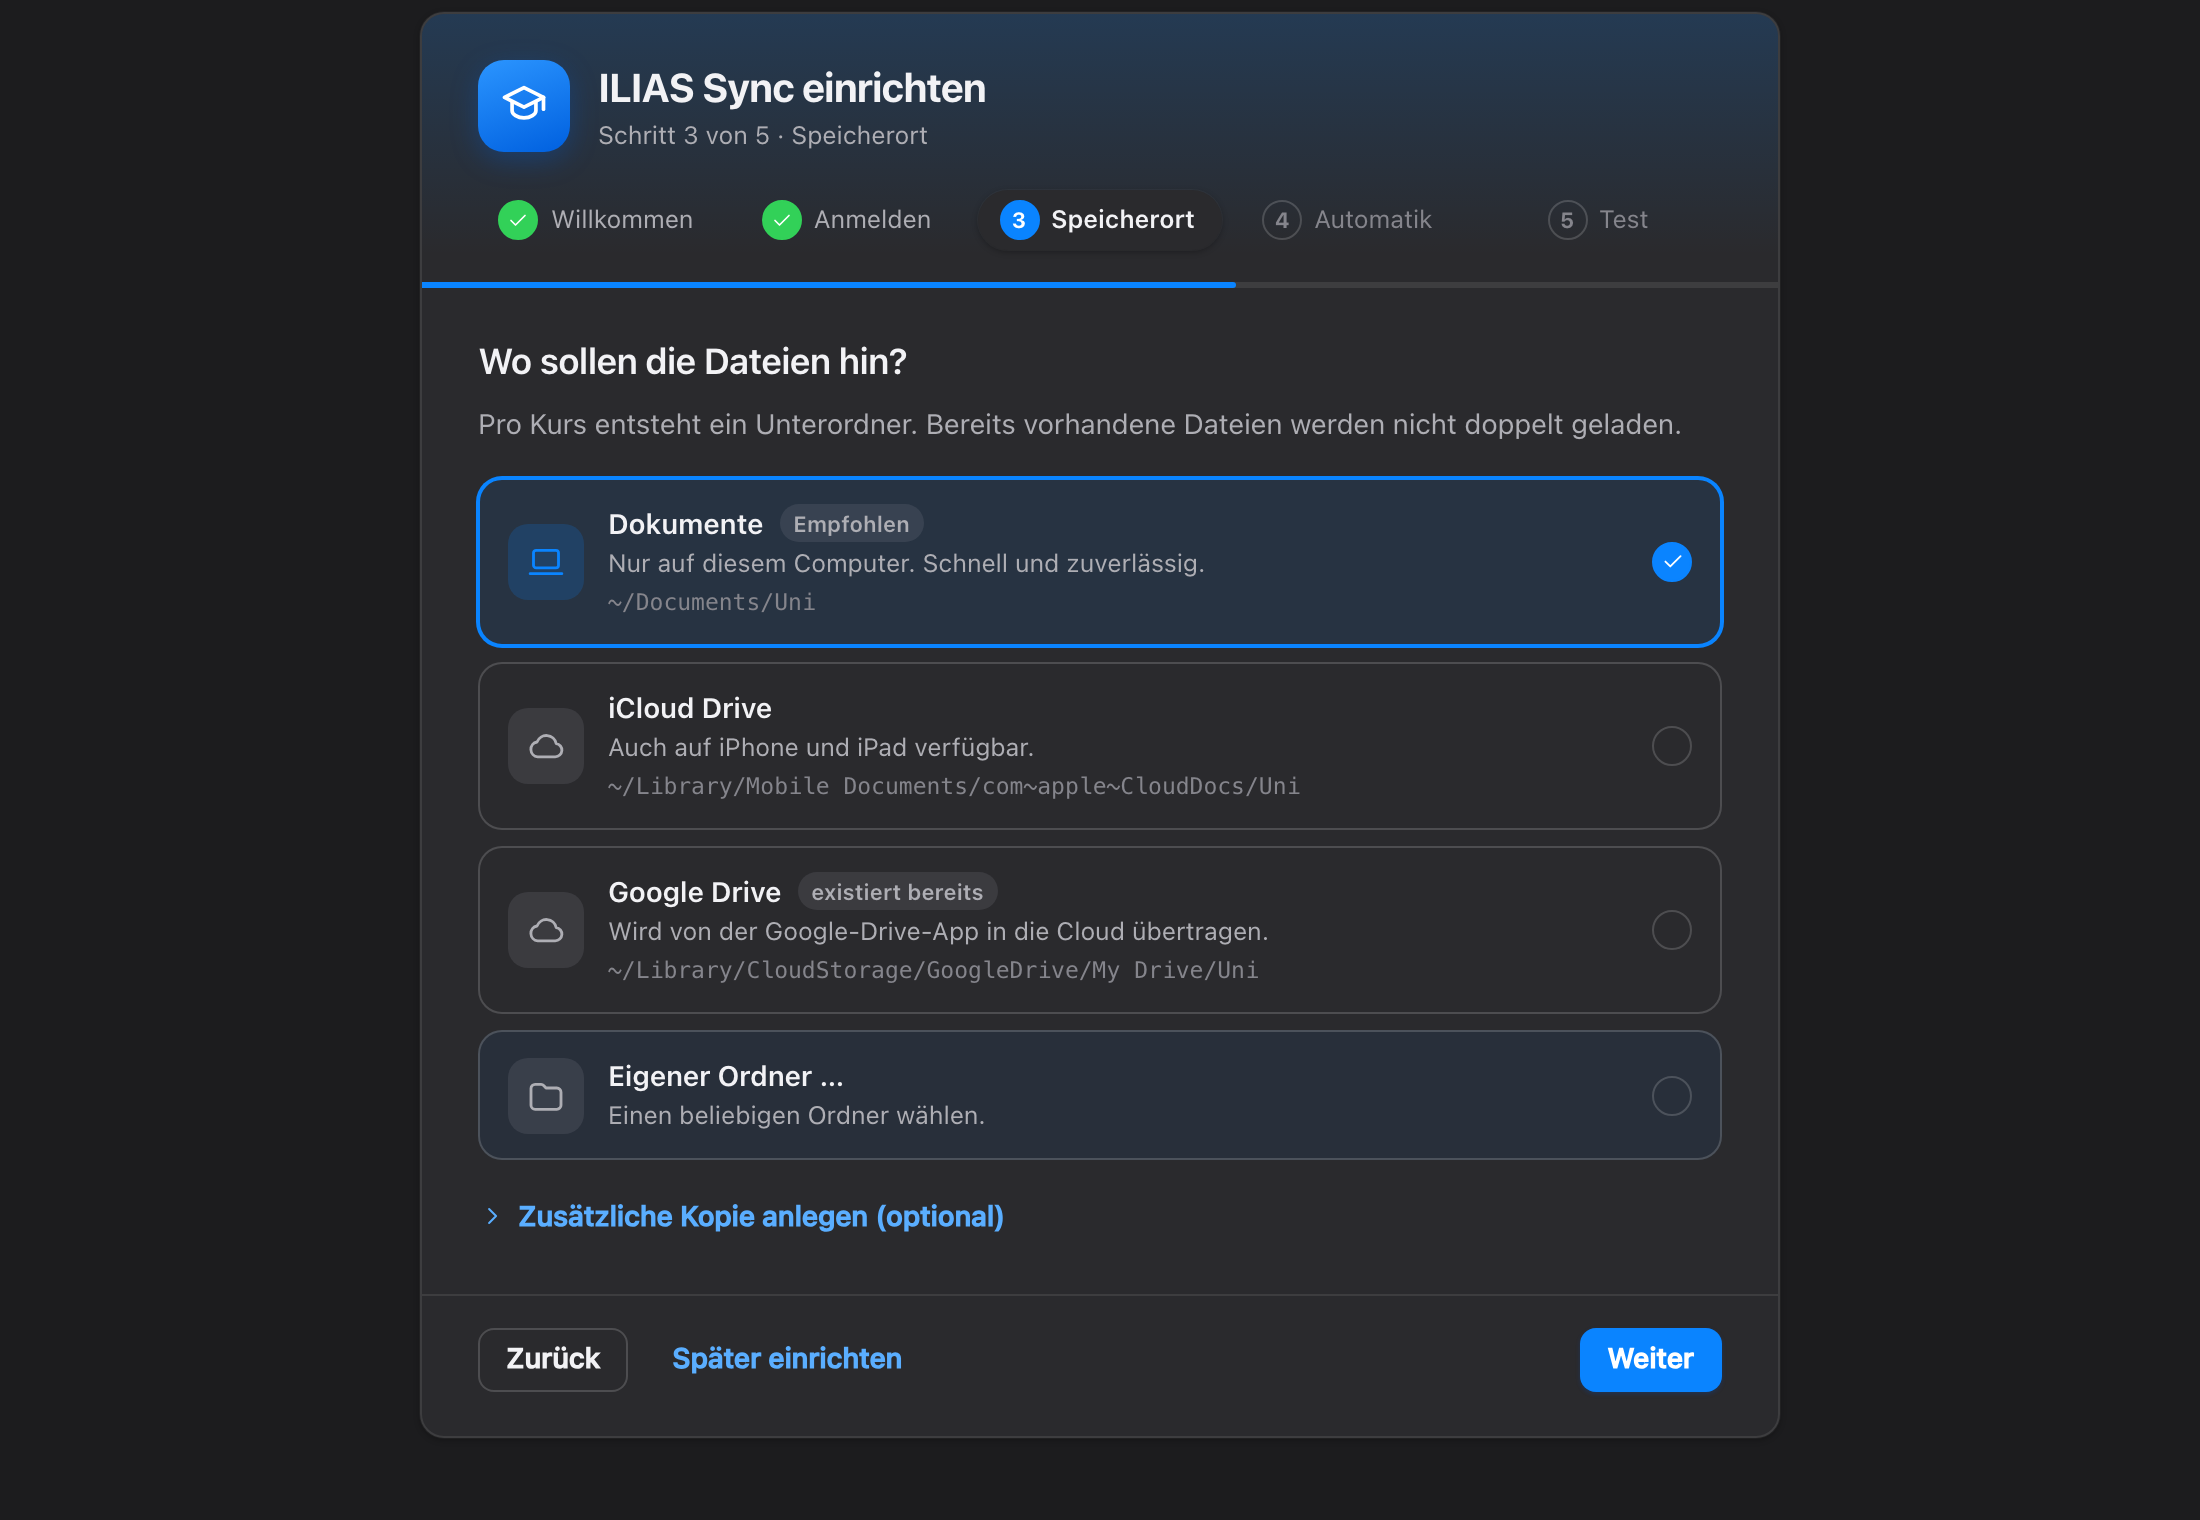 ILIAS Sync einrichten
Schritt 3 von 5 · Speicherort
Willkommen
Anmelden
3 Speicherort
4 Automatik
5 Test
Wo sollen die Dateien hin?
Pro Kurs entsteht ein Unterordner. Bereits vorhandene Dateien werden nicht doppelt geladen.
Dokumente Empfohlen
Nur auf diesem Computer. Schnell und zuverlässig.
~/Documents/Uni
iCloud Drive
Auch auf iPhone und iPad verfügbar.
~/Library/Mobile Documents/com~apple~CloudDocs/Uni
Google Drive existiert bereits
Wird von der Google-Drive-App in die Cloud übertragen.
~/Library/CloudStorage/GoogleDrive/My Drive/Uni
Eigener Ordner ...
Einen beliebigen Ordner wählen.
Zusätzliche Kopie anlegen (optional)
Zurück
Später einrichten
Weiter